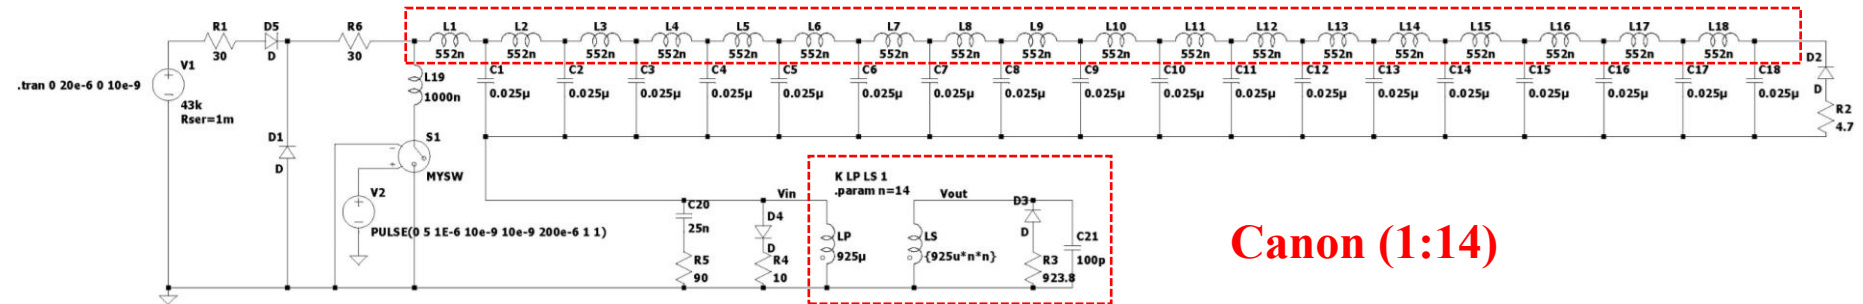 L1 L2 L3 L4 L5 L6 L7 L8 L9 L10 L11 L12 L13 L14 L15 L16 L17 L18
R1 D5 R6
552n 552n 552n 552n 552n 552n 552n 552n 552n 552n 552n 552n 552n 552n 552n 552n 552n 552n
30 D 30
V1
D2
L19 C1 C2 C3 C4 C5 C6 C7 C8 C9 C10 C11 C12 C13 C14 C15 C16 C17 C18
.tran 0 20e-6 0 10e-9
D
1000n 0.025µ 0.025µ 0.025µ 0.025µ 0.025µ 0.025µ 0.025µ 0.025µ 0.025µ 0.025µ 0.025µ 0.025µ 0.025µ 0.025µ 0.025µ 0.025µ 0.025µ 0.025µ
43k
R2
Rser=1m
4.7
D1 S1
D
MYSW
K LP LS 1
.param n=14
V2
Vin Vout D3
C20
D4
D
25n
PULSE(0 5 1E-6 10e-9 10e-9 200e-6 1 1)
LP LS C21
D
R5 R4
925µ {925u*n*n} R3 100p
90 10 923.8
Canon (1:14)